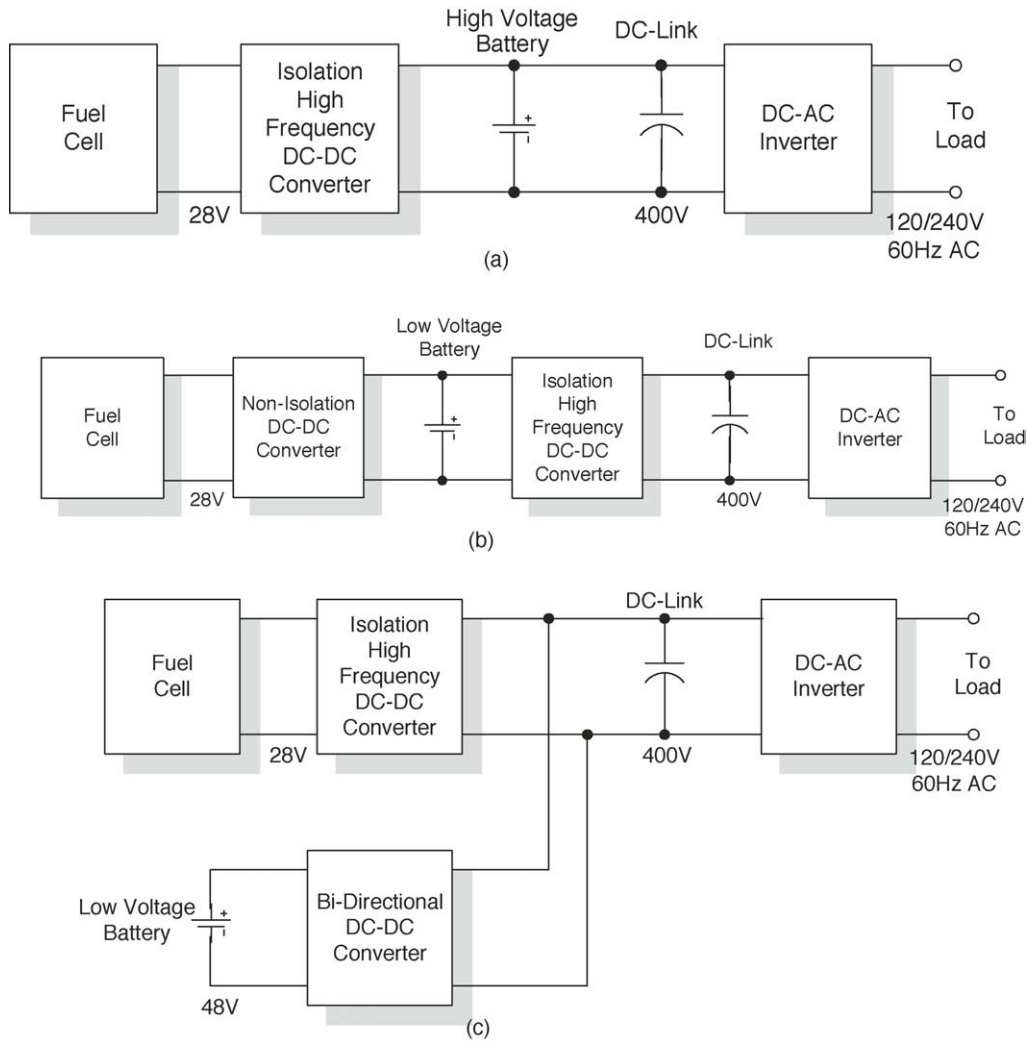 High Voltage
Battery
DC-Link
Fuel
Cell
Isolation
High
Frequency
DC-DC
Converter
+
-
DC-AC
Inverter
To
Load
28V
400V
120/240V
60Hz AC
(a)
Low Voltage
Battery
DC-Link
Fuel
Cell
Non-Isolation
DC-DC
Converter
+
-
Isolation
High
Frequency
DC-DC
Converter
DC-AC
Inverter
To
Load
28V
400V
120/240V
60Hz AC
(b)
DC-Link
Fuel
Cell
Isolation
High
Frequency
DC-DC
Converter
DC-AC
Inverter
To
Load
28V
400V
120/240V
60Hz AC
Low Voltage
Battery
+
-
Bi-Directional
DC-DC
Converter
48V
(c)